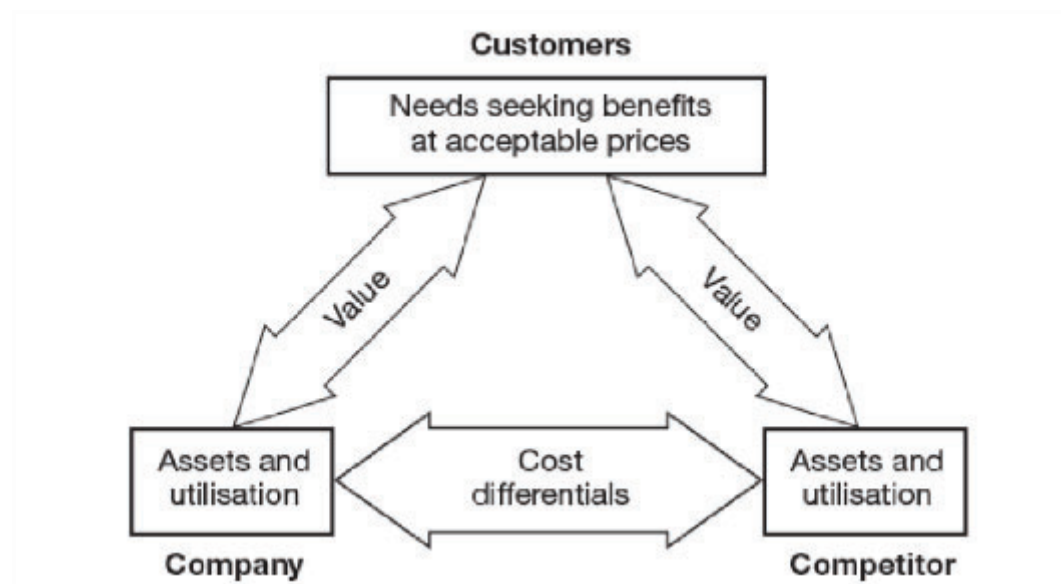 Customers
Needs seeking benefits
at acceptable prices
Value
Value
Assets and
utilisation
Cost
differentials
Assets and
utilisation
Company
Competitor